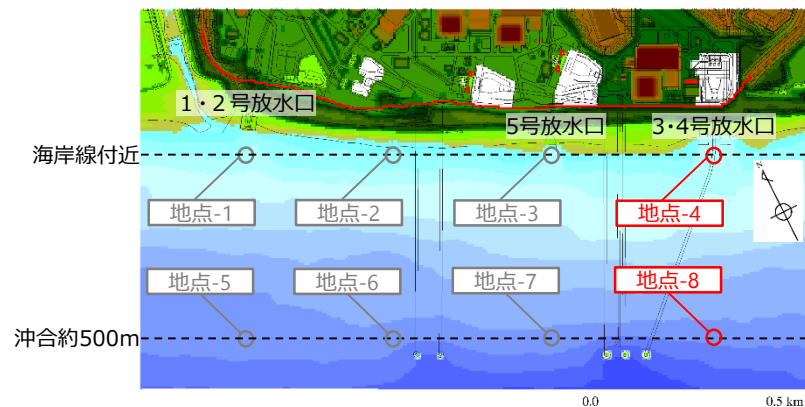 1・2号放水口
5号放水口
3・4号放水口
海岸線付近
地点-1
地点-2
地点-3
地点-4
N
地点-5
地点-6
地点-7
地点-8
沖合約500m
0.0
0.5 km